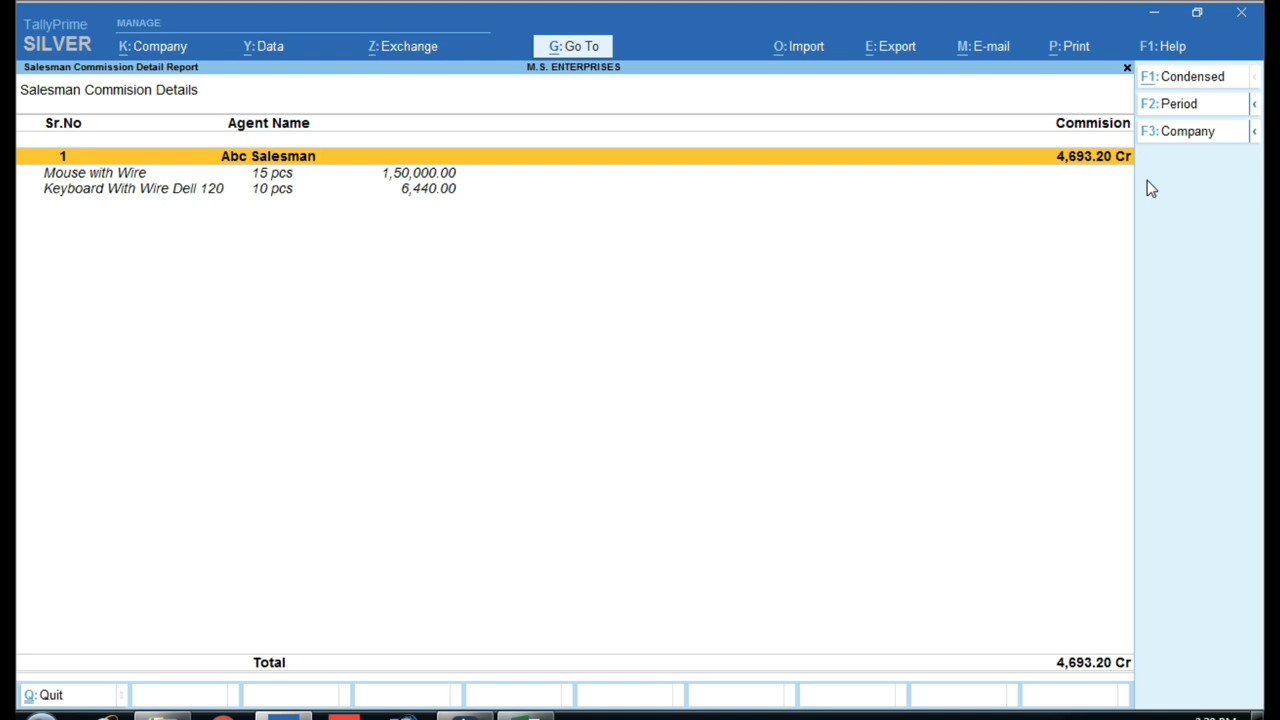 TallyPrime
MANAGE
SILVER
K: Company
Y: Data
Z: Exchange
G: Go To
O: Import
E: Export
M: E-mail
P: Print
F1: Help
Salesman Commission Detail Report
M.S. ENTERPRISES
F1: Condensed
Salesman Commision Details
F2: Period
Sr.No Agent Name Commision
F3: Company
1 Abc Salesman 4,693.20 Cr
Mouse with Wire 15 pcs 1,50,000.00
Keyboard With Wire Dell 120 10 pcs 6,440.00
Total 4,693.20 Cr
Q: Quit